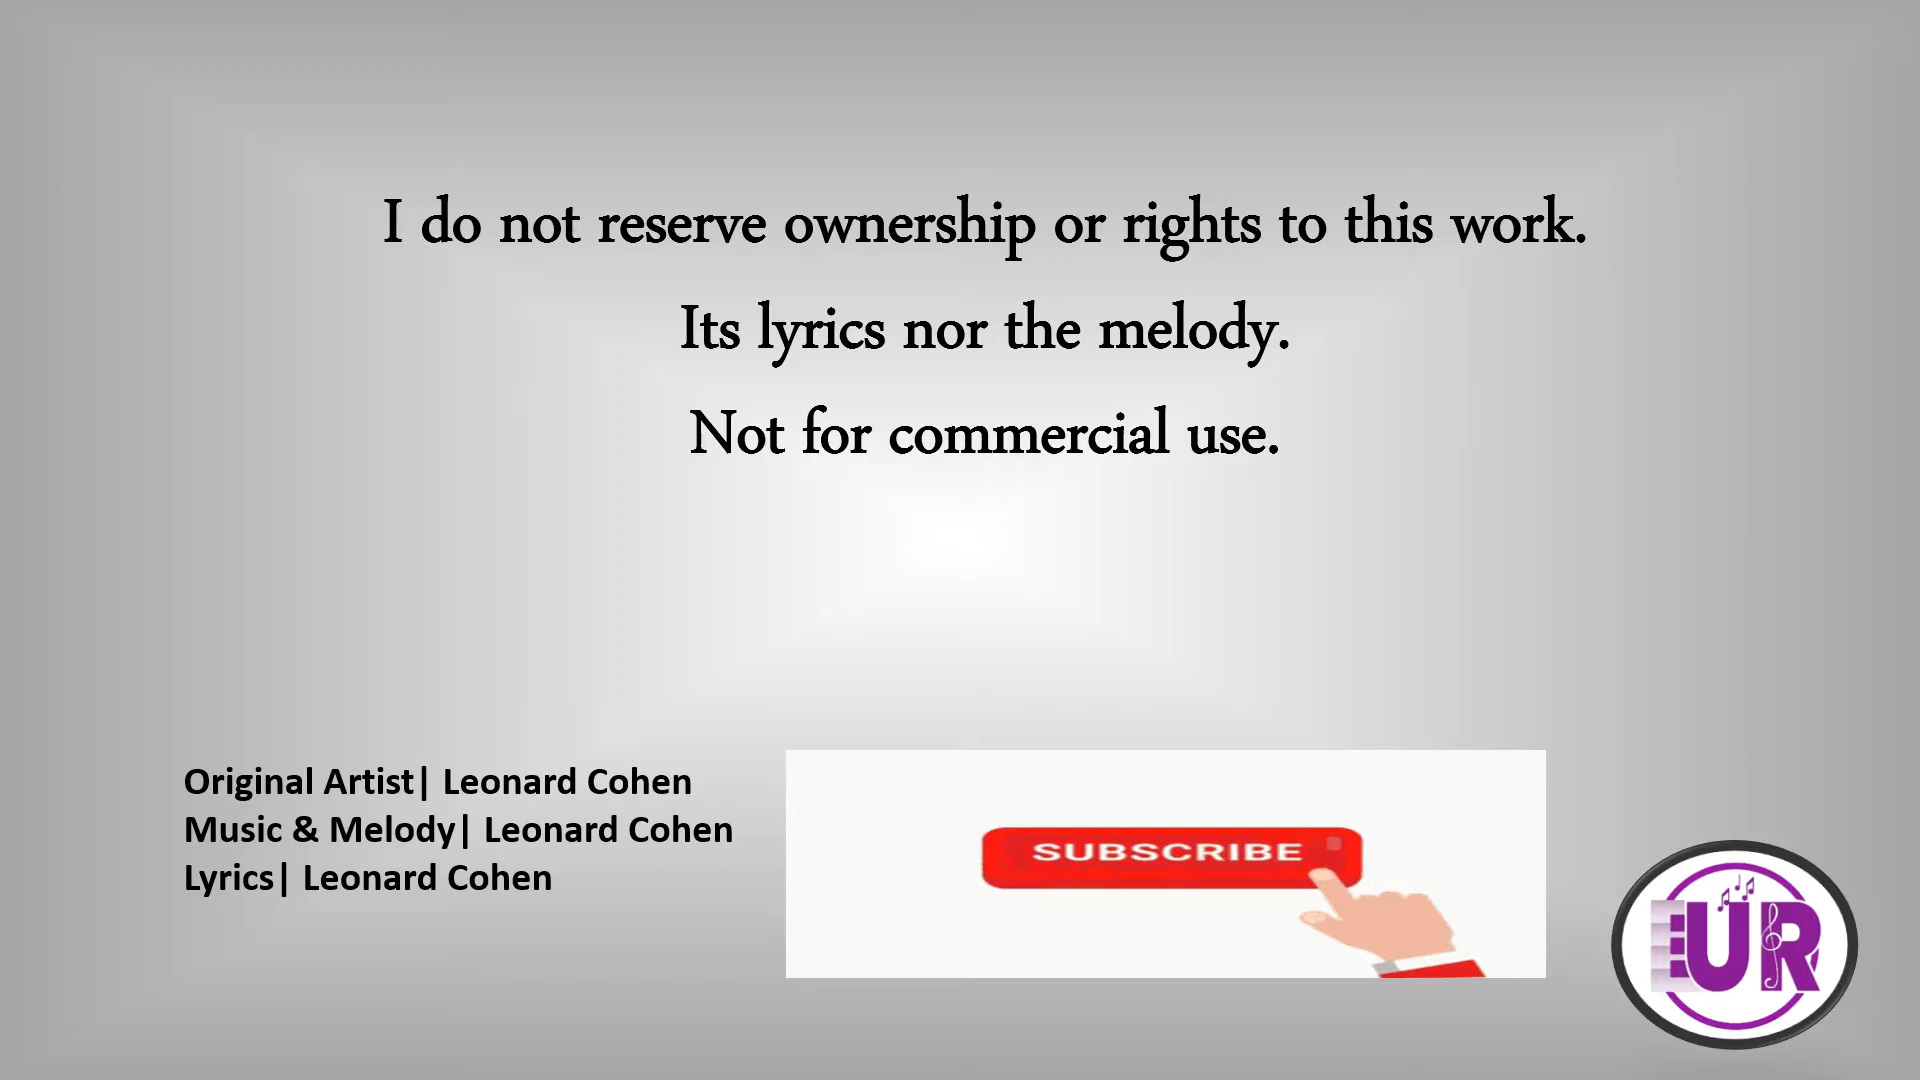 I do not reserve ownership or rights to this work.
Its lyrics nor the melody.
Not for commercial use.
Original Artist| Leonard Cohen
Music & Melody| Leonard Cohen
Lyrics| Leonard Cohen
SUBSCRIBE
UR